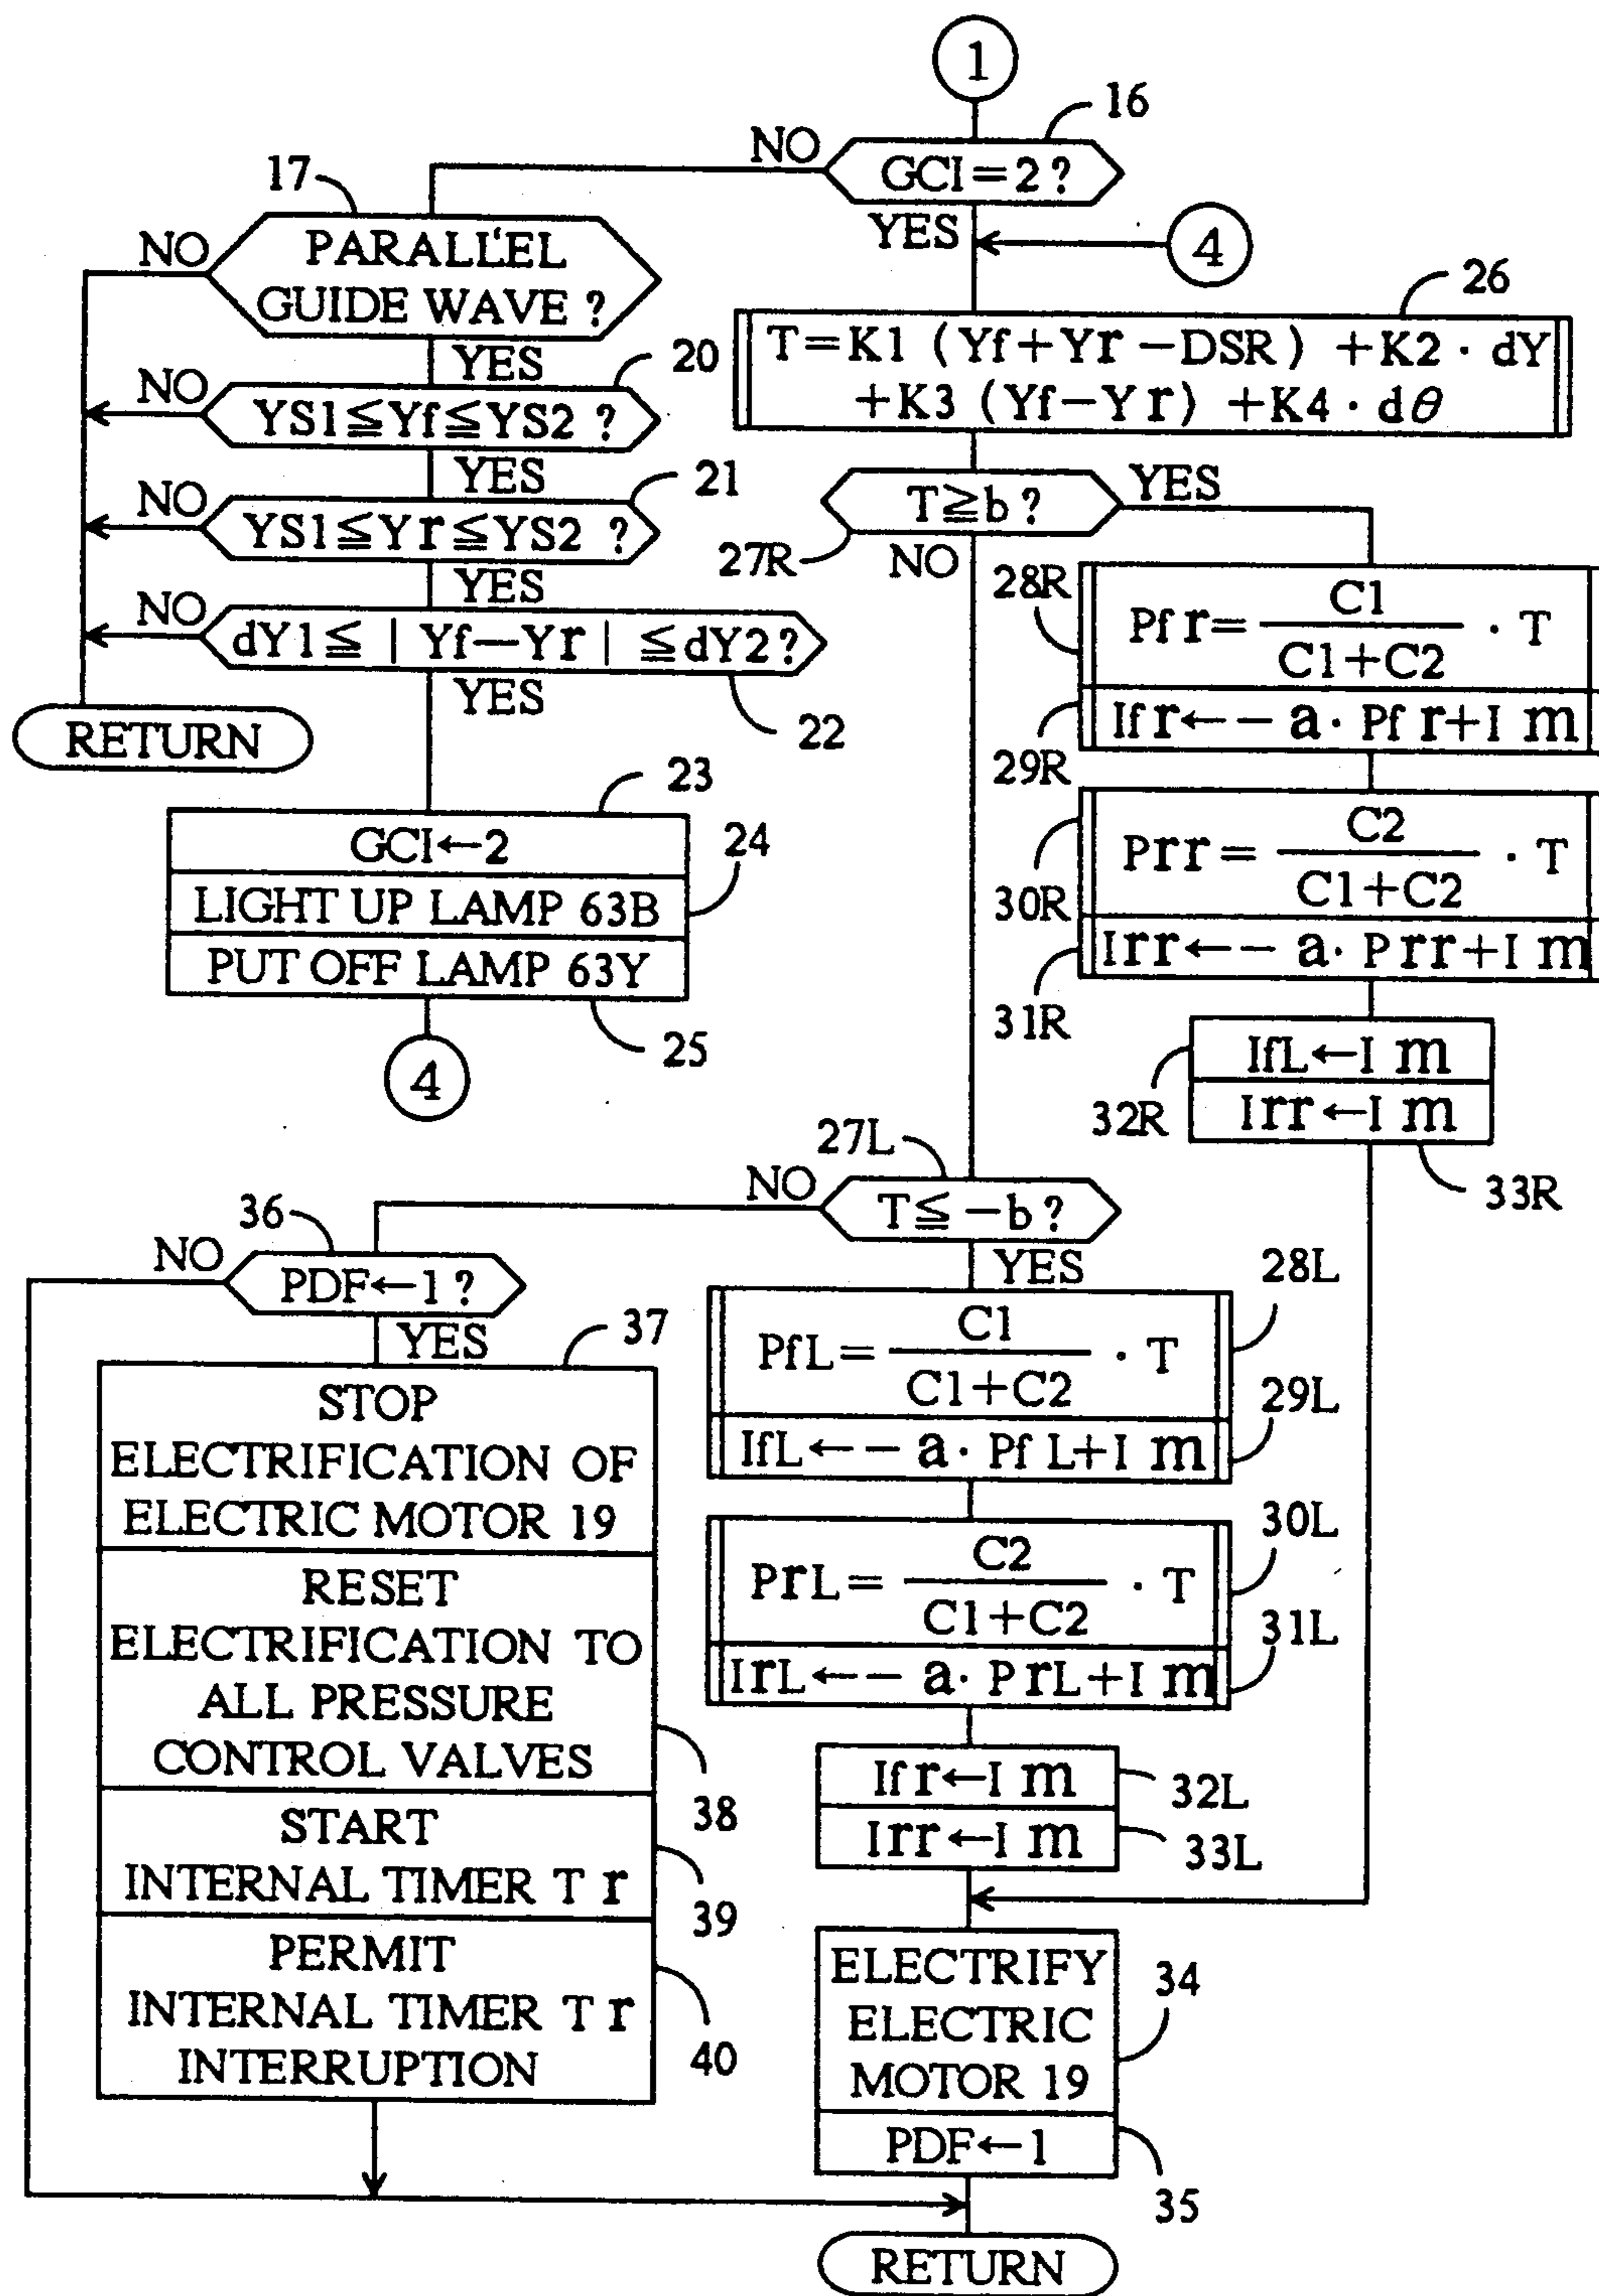 1
16
NO
GCI=2?
YES
4
17
NO
PARALLEL
GUIDE WAVE ?
YES
20
NO
YS1≦Yf≦YS2 ?
YES
21
NO
YS1≦Yr≦YS2 ?
YES
NO
dY1≦ | Yf−Yr | ≦dY2?
YES
22
RETURN
23
GCI←2
24
LIGHT UP LAMP 63B
PUT OFF LAMP 63Y
25
4
26
T=K1 (Yf+Yr −DSR) +K2 · dY
+K3 (Yf−Yr) +K4 · dθ
T≧b?
YES
27R
NO
28R
Pfr= C1
C1+C2 · T
Ifr←− a· Pfr+Im
29R
Prr= C2
C1+C2 · T
30R
Irr←− a· Prr+Im
31R
IfL←Im
32R
Irr←Im
33R
27L
NO
T≦ −b?
YES
36
NO
PDF←1?
YES
37
STOP
ELECTRIFICATION OF
ELECTRIC MOTOR 19
RESET
ELECTRIFICATION TO
ALL PRESSURE
CONTROL VALVES
38
START
INTERNAL TIMER Tr
39
PERMIT
INTERNAL TIMER Tr
INTERRUPTION
40
28L
PfL= C1
C1+C2 · T
29L
IfL←− a· PfL+Im
30L
PrL= C2
C1+C2 · T
31L
IrL←− a· PrL+Im
Ifr←Im
32L
Irr←Im
33L
ELECTRIFY
ELECTRIC
MOTOR 19
34
PDF←1
35
RETURN